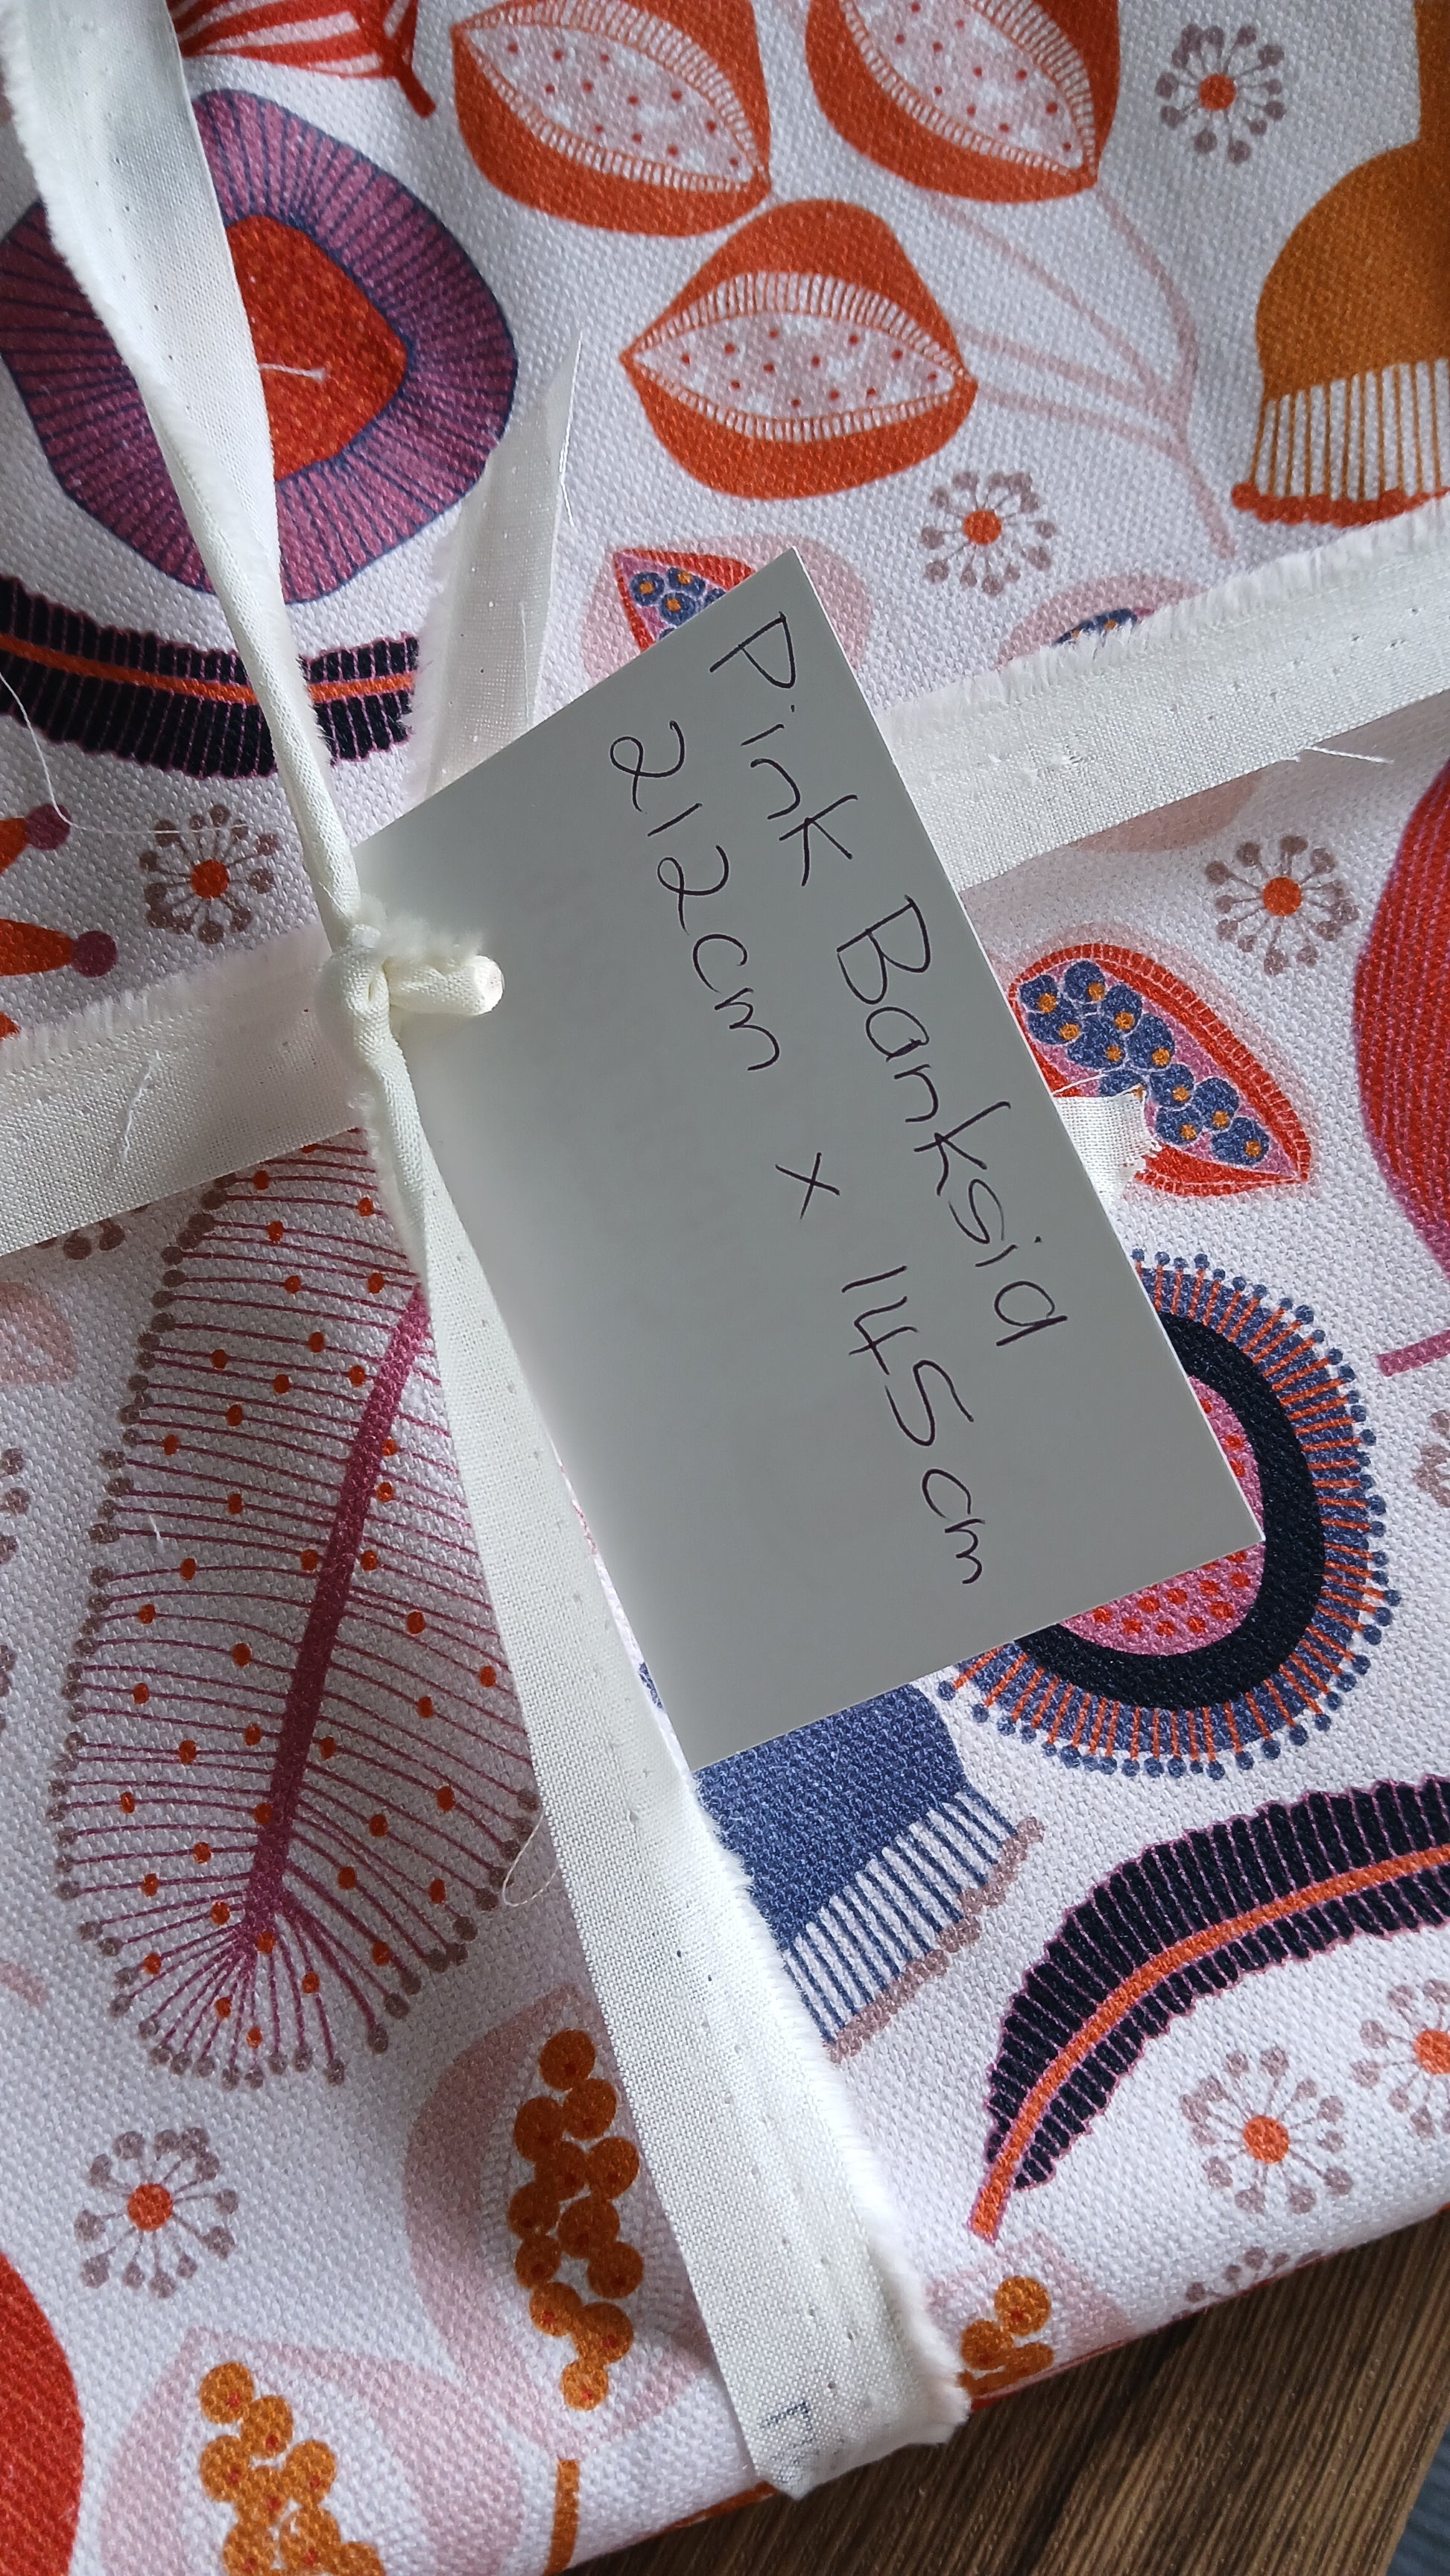 Pink Banksia
212cm x 145cm